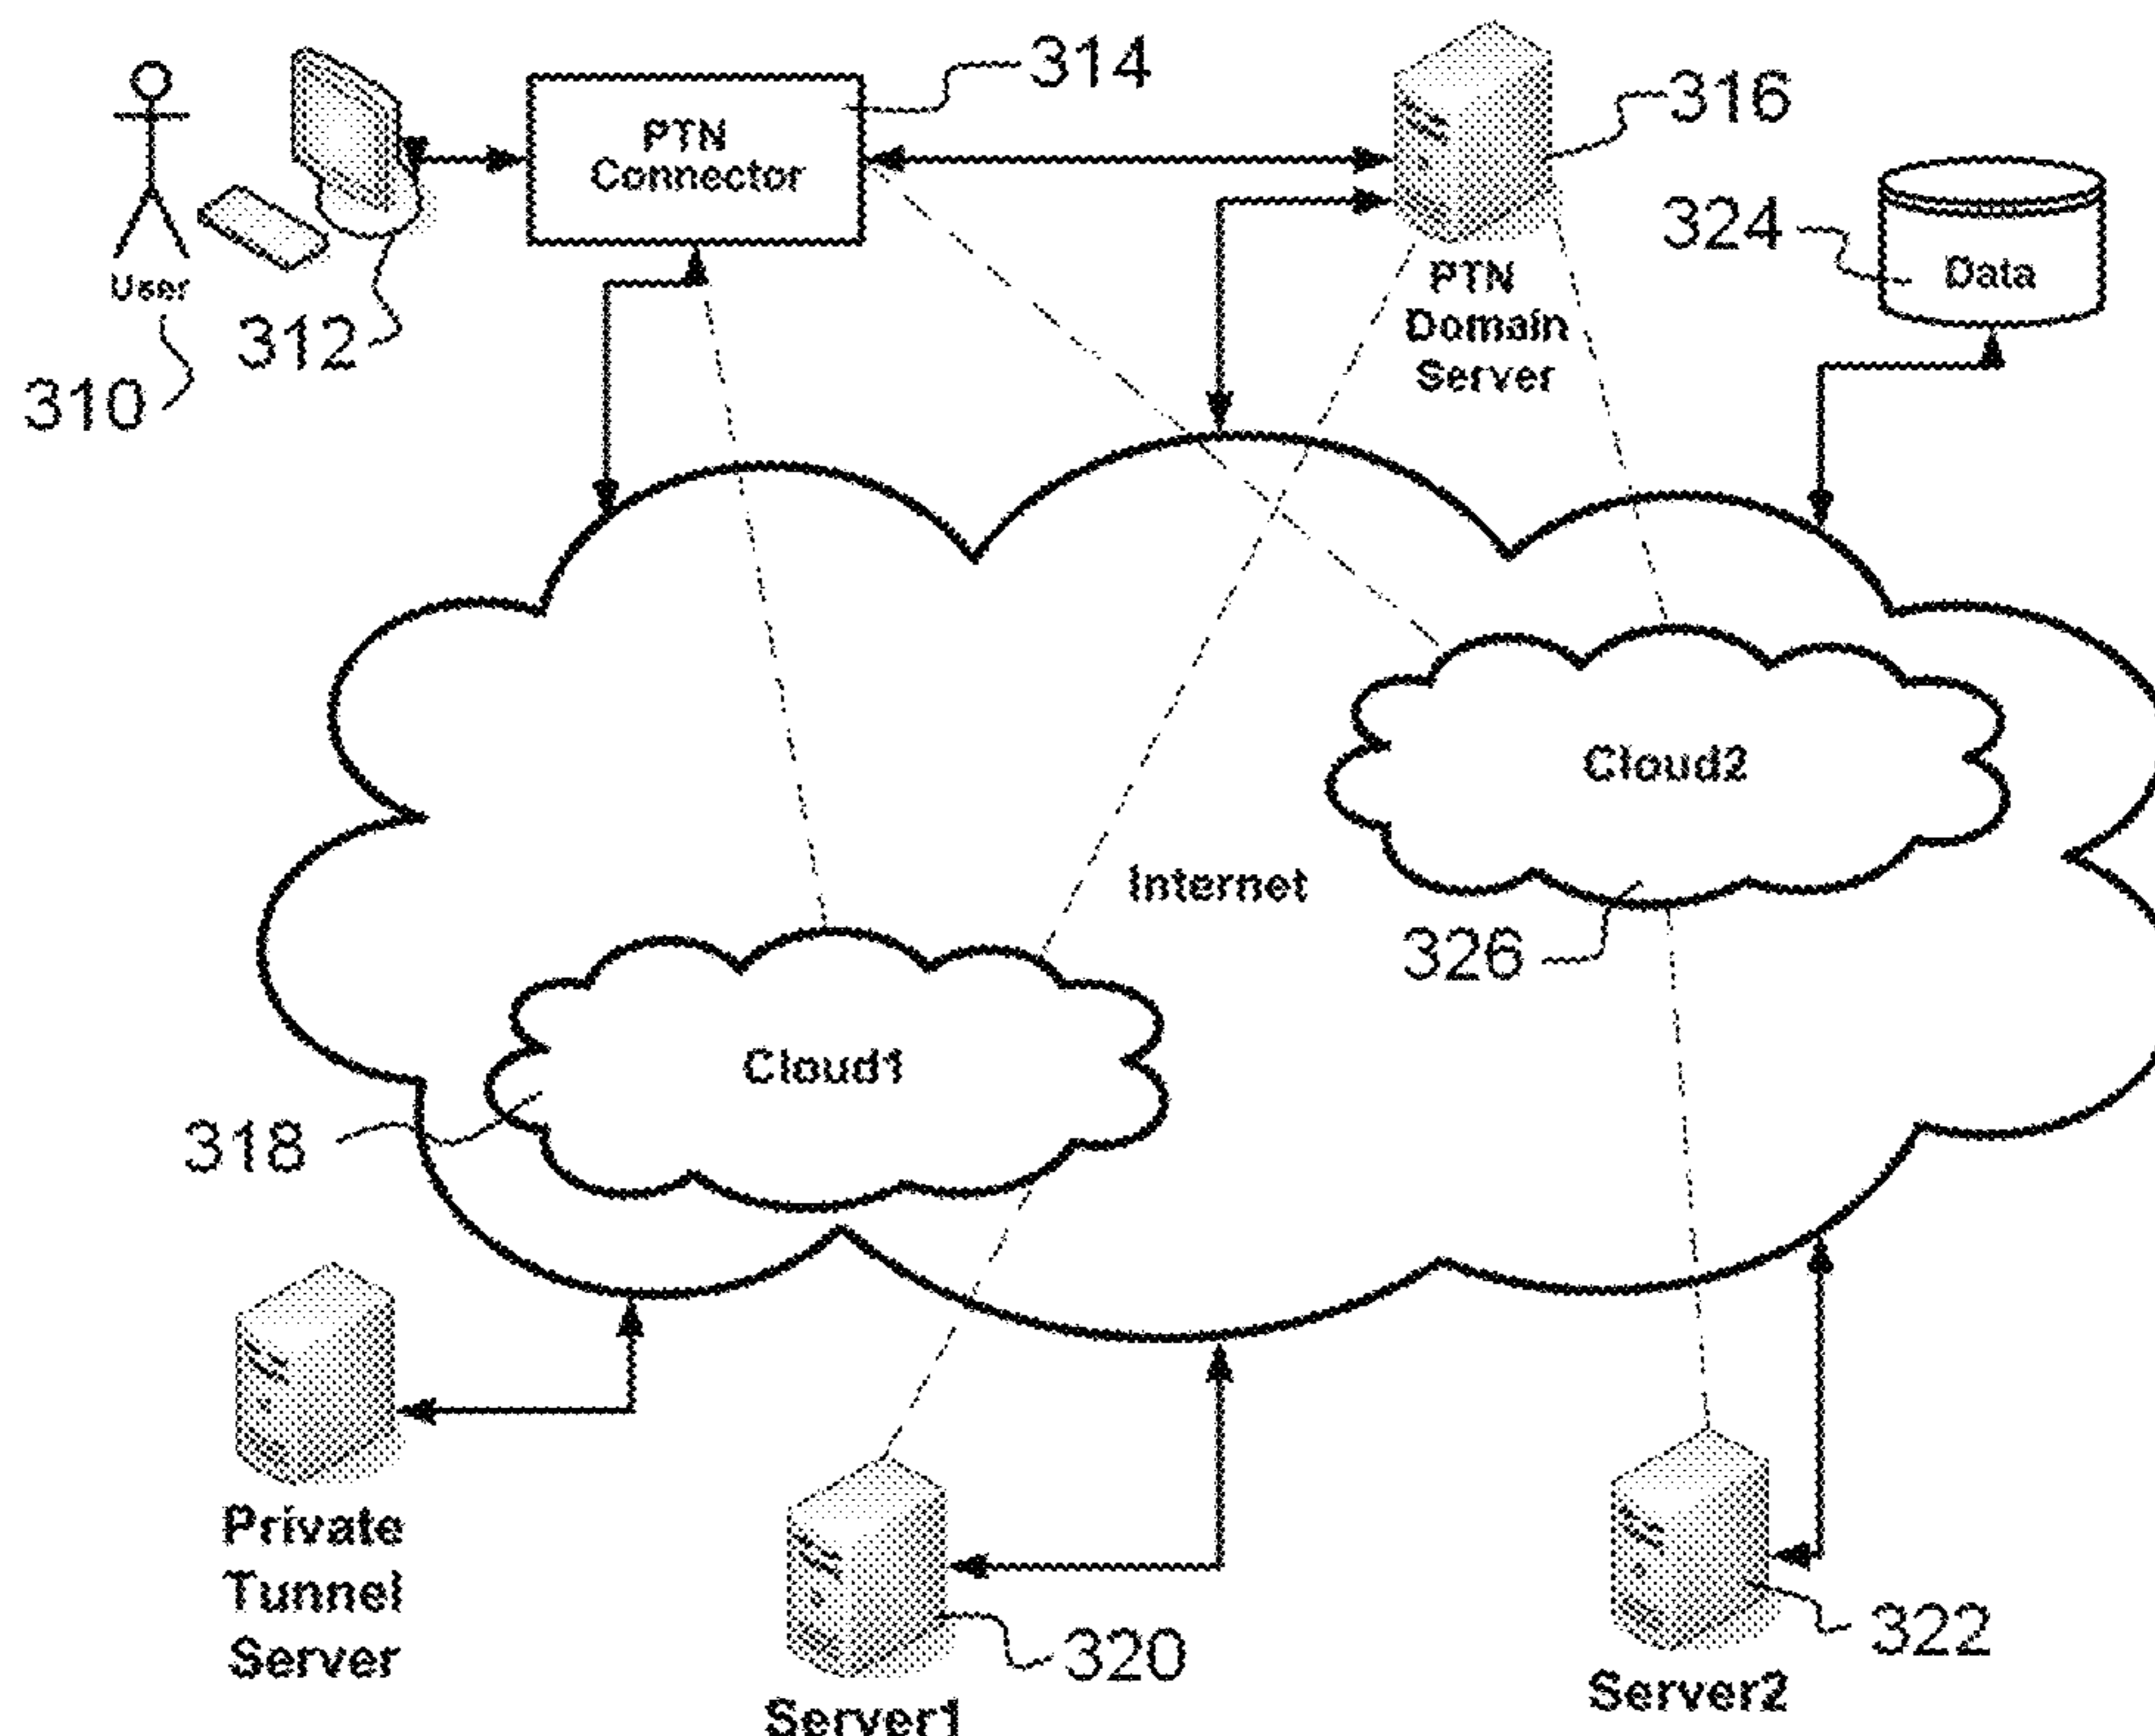 314
316
PTN
Connector
324
Data
User
312
310
PTN
Domain
Server
Cloud2
Internet
326
Cloud1
318
Private
Tunnel
Server
320
Server1
322
Server2